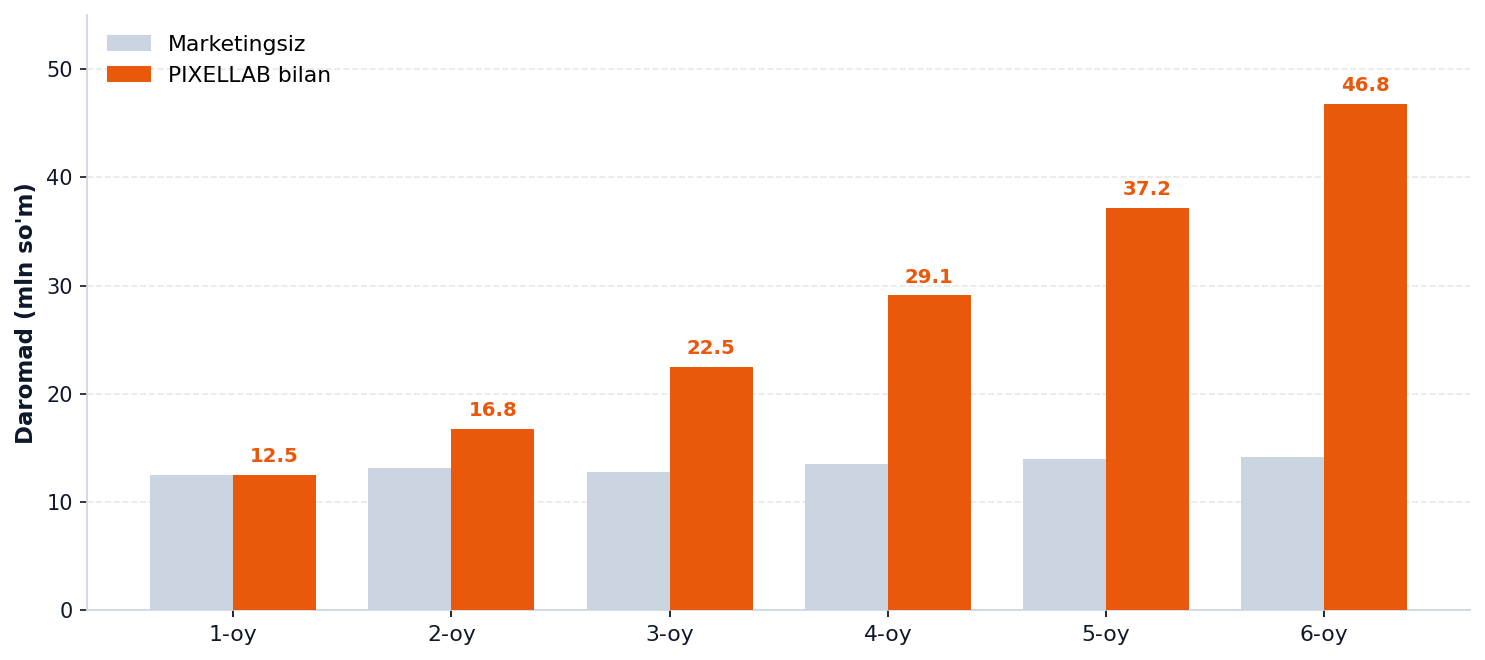 Marketingsiz
PIXELLAB bilan
Daromad (mln so'm)
50
40
30
20
10
0
12.5
16.8
22.5
29.1
37.2
46.8
1-oy
2-oy
3-oy
4-oy
5-oy
6-oy